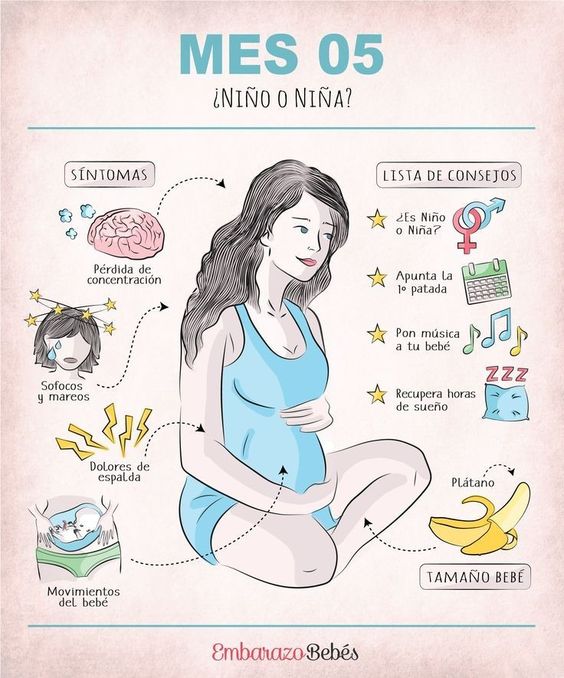 MES 05
¿NIÑO O NIÑA?
SÍNTOMAS
Pérdida de
concentración
Sofocos
y mareos
Dolores de
espalda
Movimientos
del bebé
LISTA DE CONSEJOS
¿Es Niño
o Niña?
Apunta la
1º patada
Pon música
a tu bebé
Recupera horas
de sueño
ZZZ
Plátano
TAMAÑO BEBÉ
EmbarazoBebés